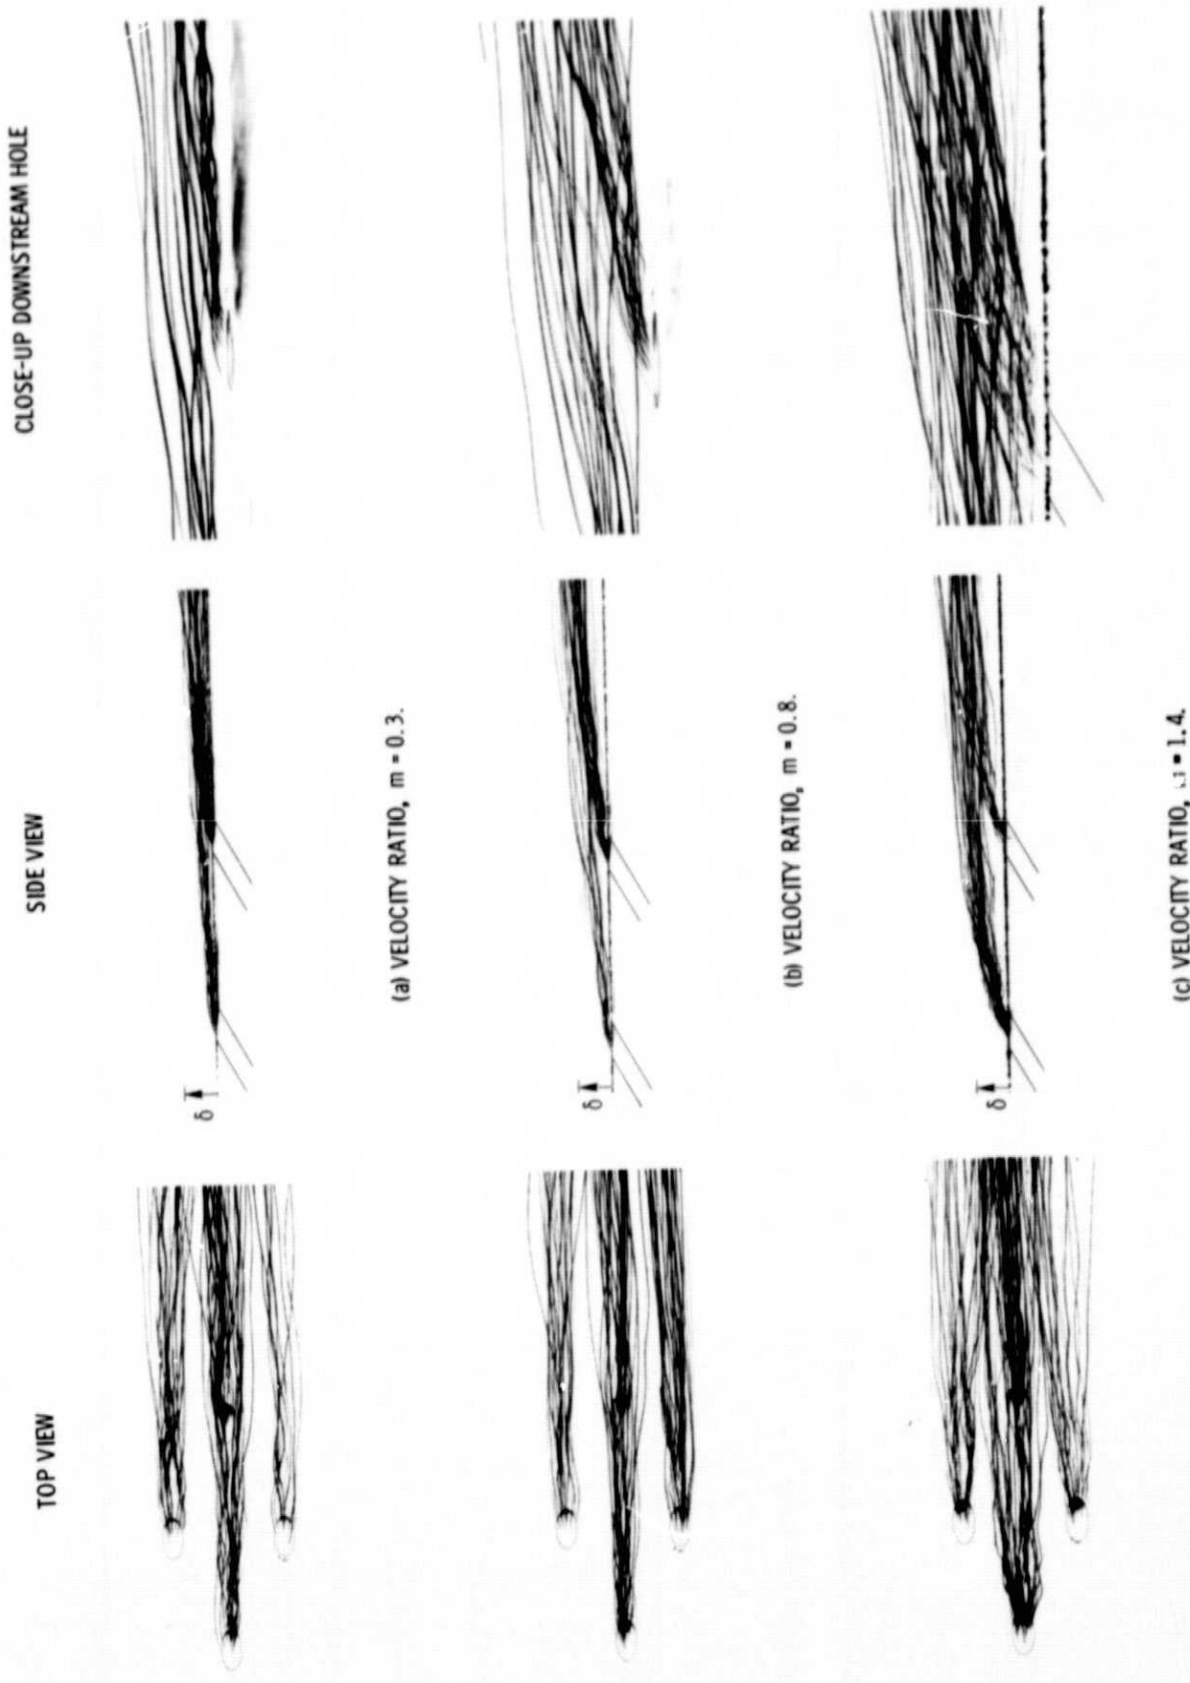 TOP VIEW
SIDE VIEW
CLOSE-UP DOWNSTREAM HOLE
δ
(a) VELOCITY RATIO, m = 0.3.
δ
(b) VELOCITY RATIO, m = 0.8.
δ
(c) VELOCITY RATIO, = 1.4.